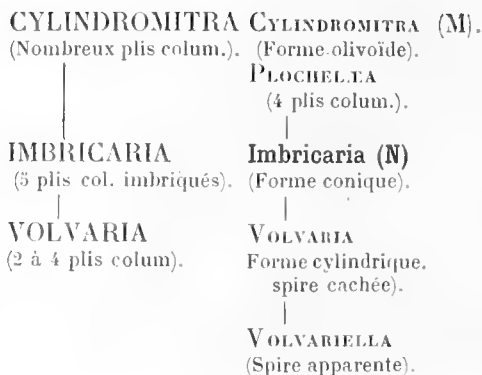 CYLINDROMITRA CYLINDROMITRA (M).
(Nombreux plis colum.). (Forme olivoïde).
PLOCHELÆA
(4 plis colum.).
IMBRICARIA Imbricaria (N)
(5 plis col. imbriqués). (Forme conique).
VOLVARIA VOLVARIA
(2 à 4 plis colum). Forme cylindrique.
spire cachée).
VOLVARIELLA
(Spire apparente).